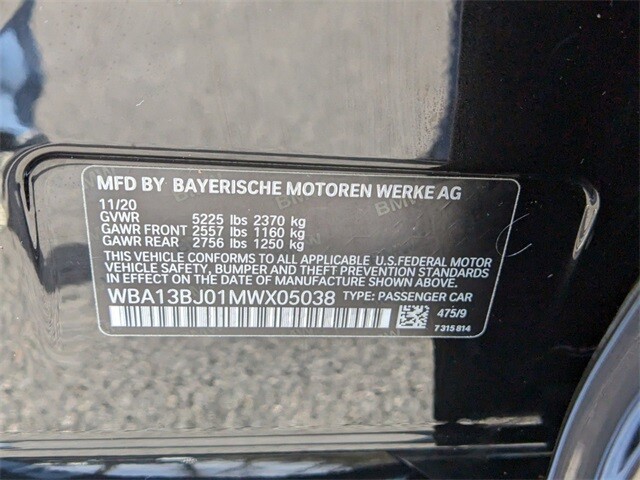 MFD BY BAYERISCHE MOTOREN WERKE AG
11/20
GVWR 5225 lbs 2370 kg
GAWR FRONT 2557 lbs 1160 kg
GAWR REAR 2756 lbs 1250 kg
THIS VEHICLE CONFORMS TO ALL APPLICABLE U.S.FEDERAL MOTOR
VEHICLE SAFETY, BUMPER AND THEFT PREVENTION STANDARDS
IN EFFECT ON THE DATE OF MANUFACTURE SHOWN ABOVE.
WBA13BJ01MWX05038 TYPE: PASSENGER CAR
475/9
7315814